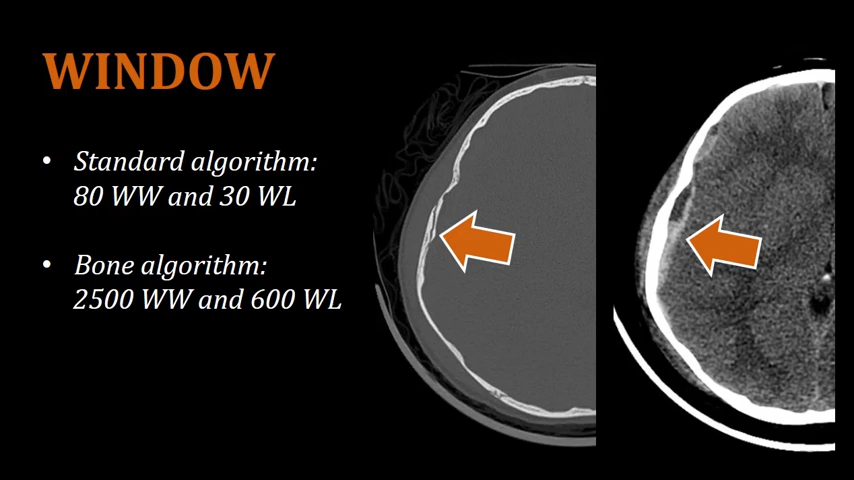 WINDOW
• Standard algorithm:
80 WW and 30 WL
• Bone algorithm:
2500 WW and 600 WL